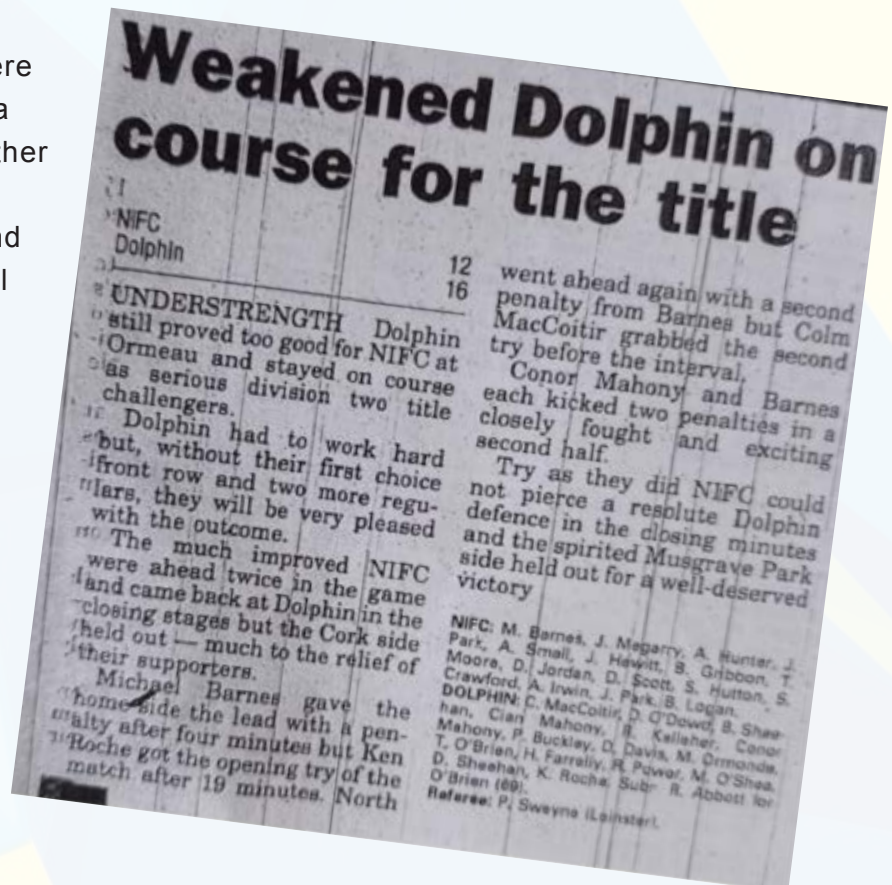 ere
a
ther
nd
l
Weakened Dolphin on
course for the title
NIFC 12
Dolphin 16
UNDERSTRENGTH Dolphin
still proved too good for NIFC at
Ormeau and stayed on course
as serious division two title
challengers.
Dolphin had to work hard
but, without their first choice
front row and two more regu-
lars, they will be very pleased
with the outcome.
The much improved NIFC
were ahead twice in the game
and came back at Dolphin in the
closing stages but the Cork side
held out — much to the relief of
their supporters.
Michael Barnes gave the
home side the lead with a pen-
alty after four minutes but Ken
Roche got the opening try of the
match after 19 minutes. North
went ahead again with a second
penalty from Barnes but Colm
MacCoitir grabbed the second
try before the interval.
Conor Mahony and Barnes
each kicked two penalties in a
closely fought and exciting
second half.
Try as they did NIFC could
not pierce a resolute Dolphin
defence in the closing minutes
and the spirited Musgrave Park
side held out for a well-deserved
victory
NIFC: M. Barnes, J. Megarry, A. Hunter, J.
Park, A. Small, J. Hewitt, B. Gribbon, T.
Moore, D. Jordan, D. Scott, S. Hutton, S.
Crawford, A. Irwin, J. Park, B. Logan.
DOLPHIN: C. MacCoitir, D. O'Dowd, B. Shee-
han, Cian Mahony, R. Kelleher, Conor
Mahony, P. Buckley, D. Davis, M. Ormonde,
T. O'Brien, H. Farrelly, R. Power, M. O'Shea,
D. Sheehan, K. Roche. Sub: R. Abbott for
O'Brien (69).
Referee: P. Swayne (Leinster).